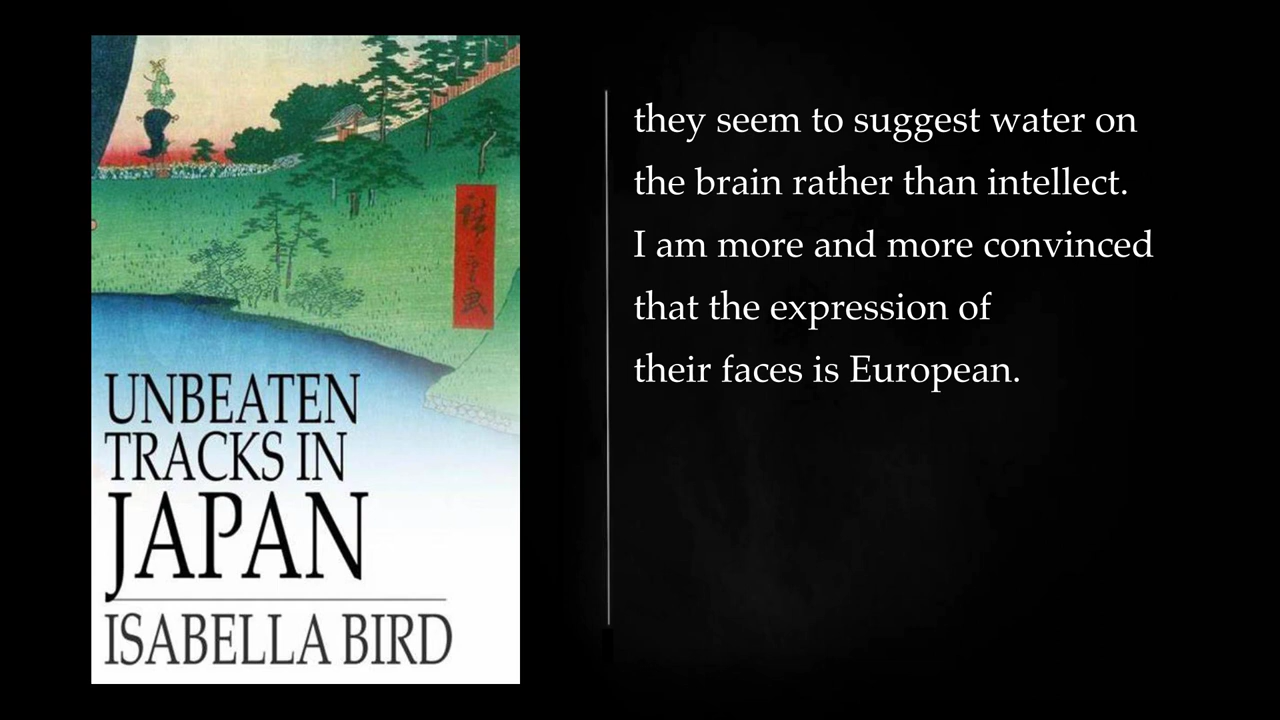 UNBEATEN
TRACKS IN
JAPAN
ISABELLA BIRD
they seem to suggest water on
the brain rather than intellect.
I am more and more convinced
that the expression of
their faces is European.